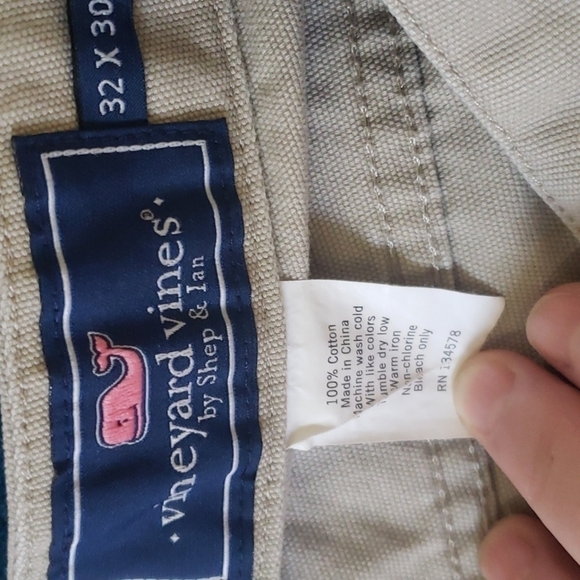 32 X 30
vineyard vines®
by Shep & Ian
100% Cotton
Made in China
Machine wash cold
With like colors
Tumble dry low
Warm Iron
Non-chlorine
Bleach only
RN 134578